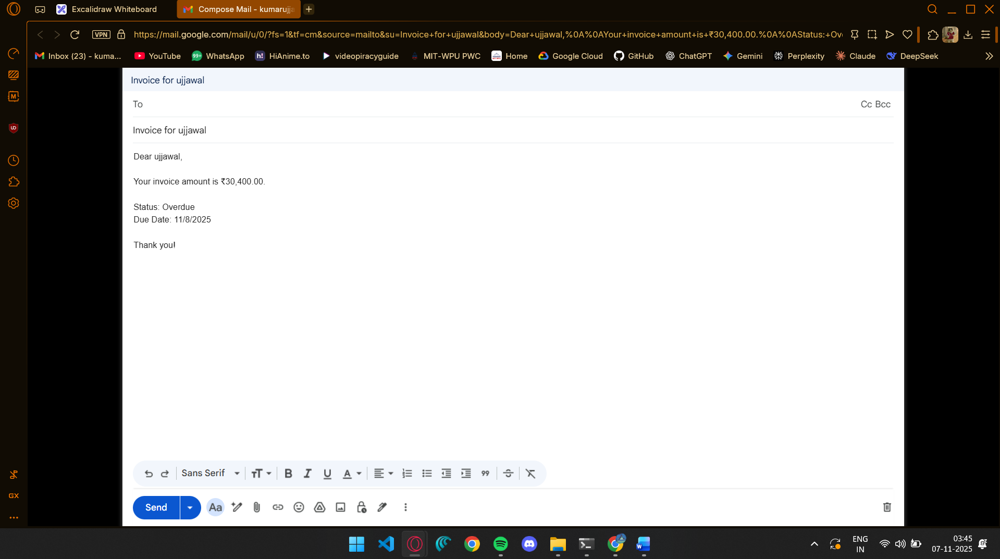 Excalidraw Whiteboard
Compose Mail - kumarujja
VPN
https://mail.google.com/mail/u/0/?fs=1&tf=cm&source=mailto&su=Invoice+for+ujjawal&body=Dear+ujjawal,%0A%0AYour+invoice+amount+is+₹30,400.00.%0A%0AStatus:+Ov
Inbox (23) - kuma...
YouTube
99+
WhatsApp
h!
HiAnime.to
videopiracyguide
MIT-WPU PWC
Home
Google Cloud
GitHub
ChatGPT
Gemini
Perplexity
Claude
DeepSeek
M
Invoice for ujjawal
To
Cc Bcc
Invoice for ujjawal
Dear ujjawal,
Your invoice amount is ₹30,400.00.
Status: Overdue
Due Date: 11/8/2025
Thank you!
Sans Serif
Send
Aa
GX
ENG
IN
03:45
07-11-2025